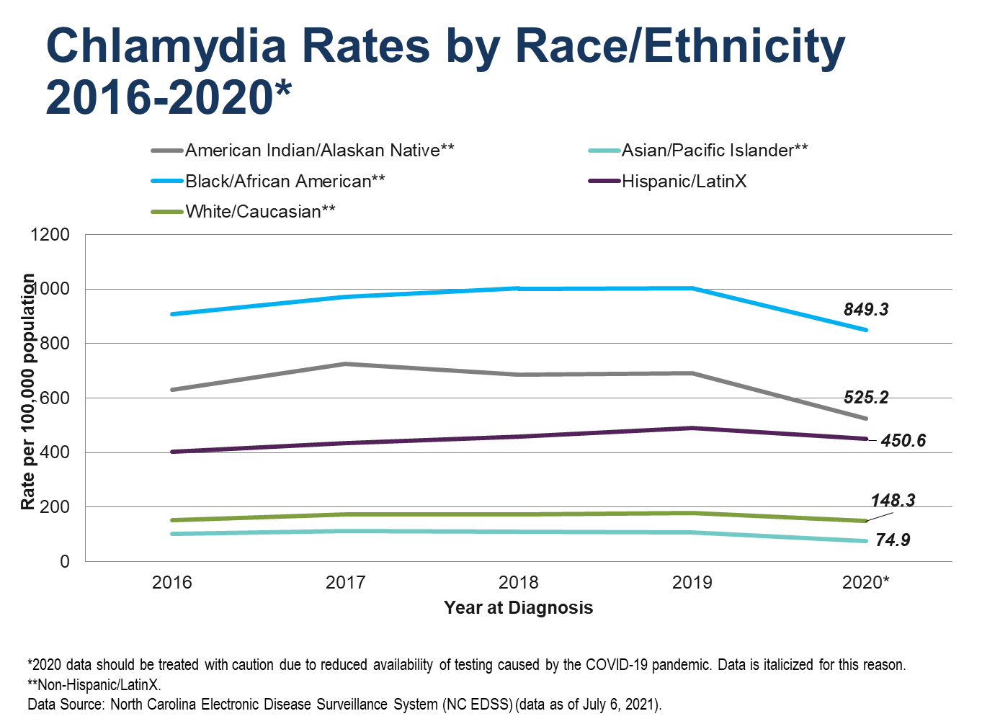 Chlamydia Rates by Race/Ethnicity
2016-2020*
American Indian/Alaskan Native**
Asian/Pacific Islander**
Black/African American**
Hispanic/LatinX
White/Caucasian**
Rate per 100,000 population
1200
1000
800
600
400
200
0
849.3
525.2
450.6
148.3
74.9
2016
2017
2018
2019
2020*
Year at Diagnosis
*2020 data should be treated with caution due to reduced availability of testing caused by the COVID-19 pandemic. Data is italicized for this reason.
**Non-Hispanic/LatinX.
Data Source: North Carolina Electronic Disease Surveillance System (NC EDSS) (data as of July 6, 2021).